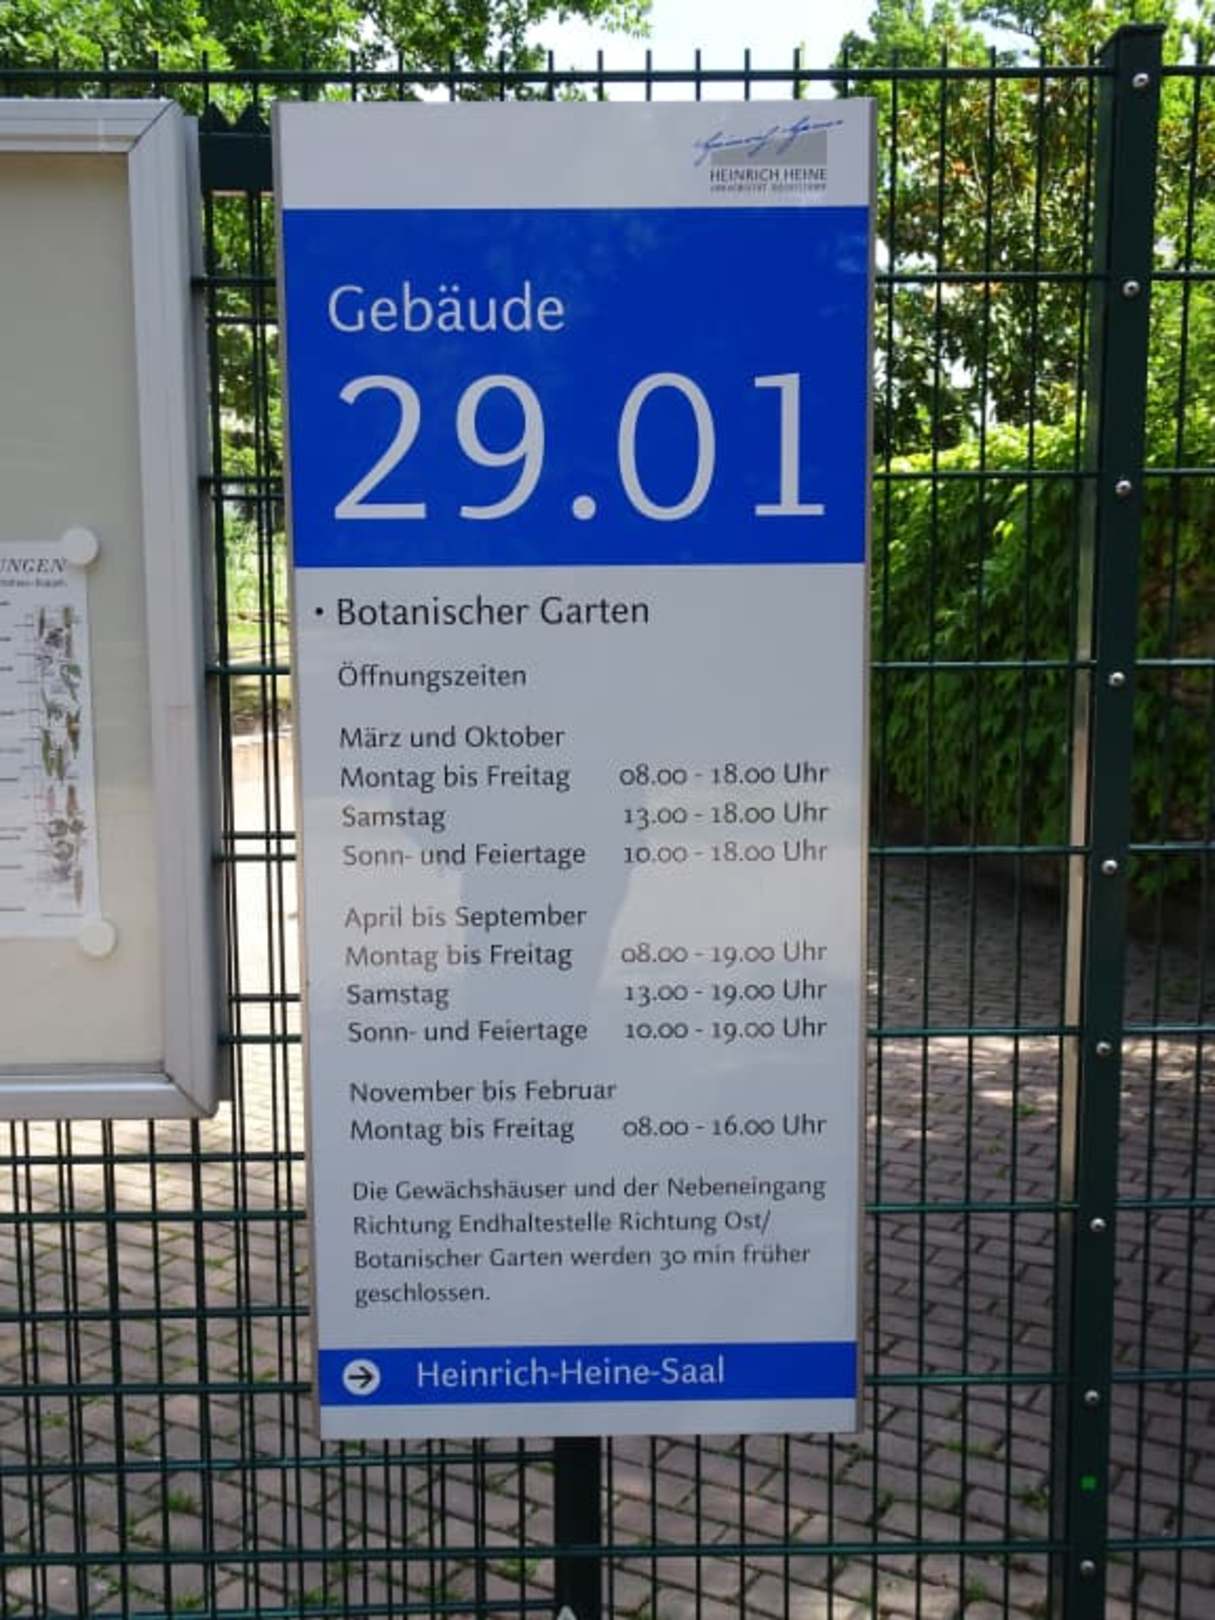 HEINRICH HEINE
UNIVERSITÄT DÜSSELDORF
Gebäude
29.01
• Botanischer Garten
Öffnungszeiten
März und Oktober
Montag bis Freitag 08.00 - 18.00 Uhr
Samstag 13.00 - 18.00 Uhr
Sonn- und Feiertage 10.00 - 18.00 Uhr
April bis September
Montag bis Freitag 08.00 - 19.00 Uhr
Samstag 13.00 - 19.00 Uhr
Sonn- und Feiertage 10.00 - 19.00 Uhr
November bis Februar
Montag bis Freitag 08.00 - 16.00 Uhr
Die Gewächshäuser und der Nebeneingang
Richtung Endhaltestelle Richtung Ost/
Botanischer Garten werden 30 min früher
geschlossen.
Heinrich-Heine-Saal